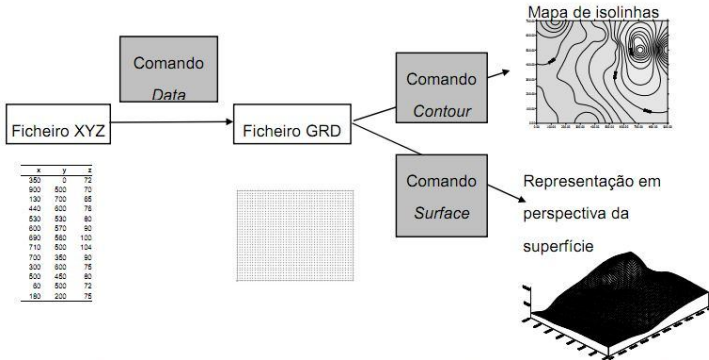 Mapa de isolinhas
Comando
Data
Comando
Contour
Ficheiro XYZ
Ficheiro GRD
Comando
Surface
Representação em
perspectiva da
superfície
x y z
350 0 72
900 500 70
130 700 85
440 600 76
530 530 80
600 570 90
690 560 100
710 500 104
700 350 90
300 600 75
500 450 80
60 500 72
180 200 75